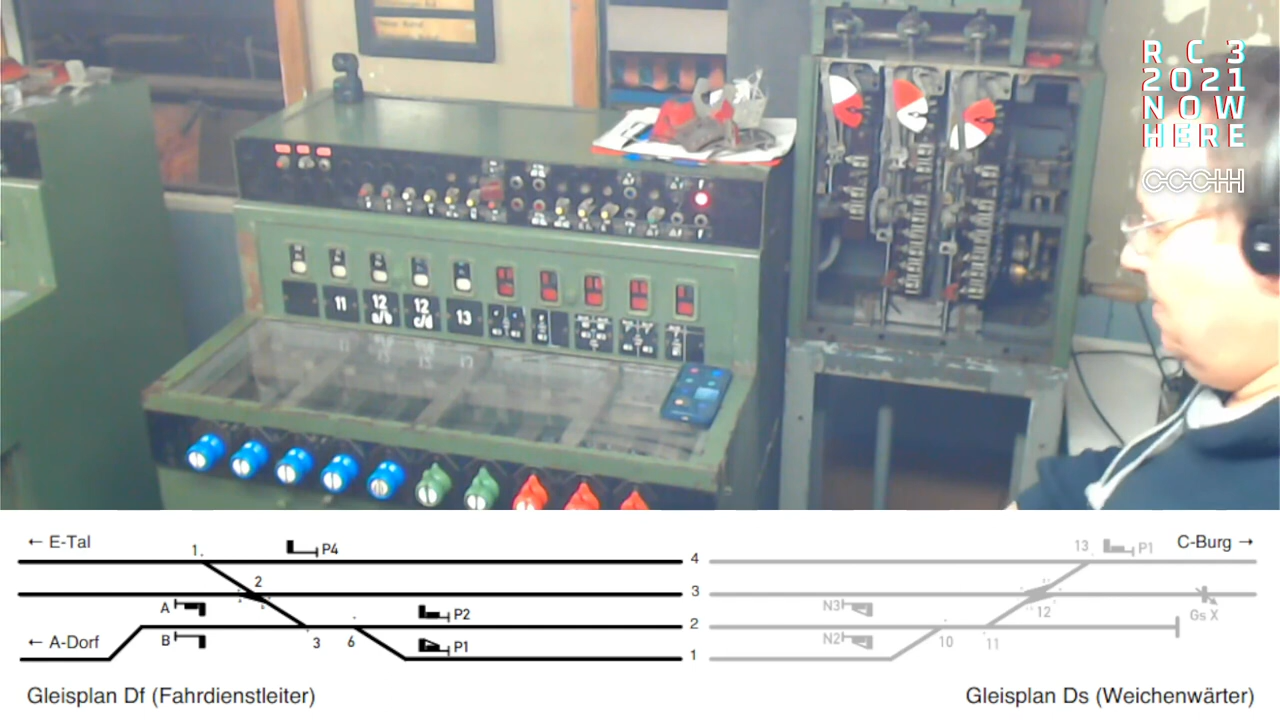 R C 3
2021
NOW
HERE
CCCHH
11
12
a/b
12
c/d
13
← E-Tal
1
P4
4
13
P1
C-Burg →
2
3
A
P2
N3
12
Gs X
← A-Dorf
B
3
6
P1
2
1
N2
10
11
Gleisplan Df (Fahrdienstleiter)
Gleisplan Ds (Weichenwärter)